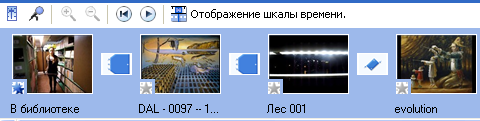 Отображение шкалы времени.
В библиотеке
DAL - 0097 -- 1...
Лес 001
evolution